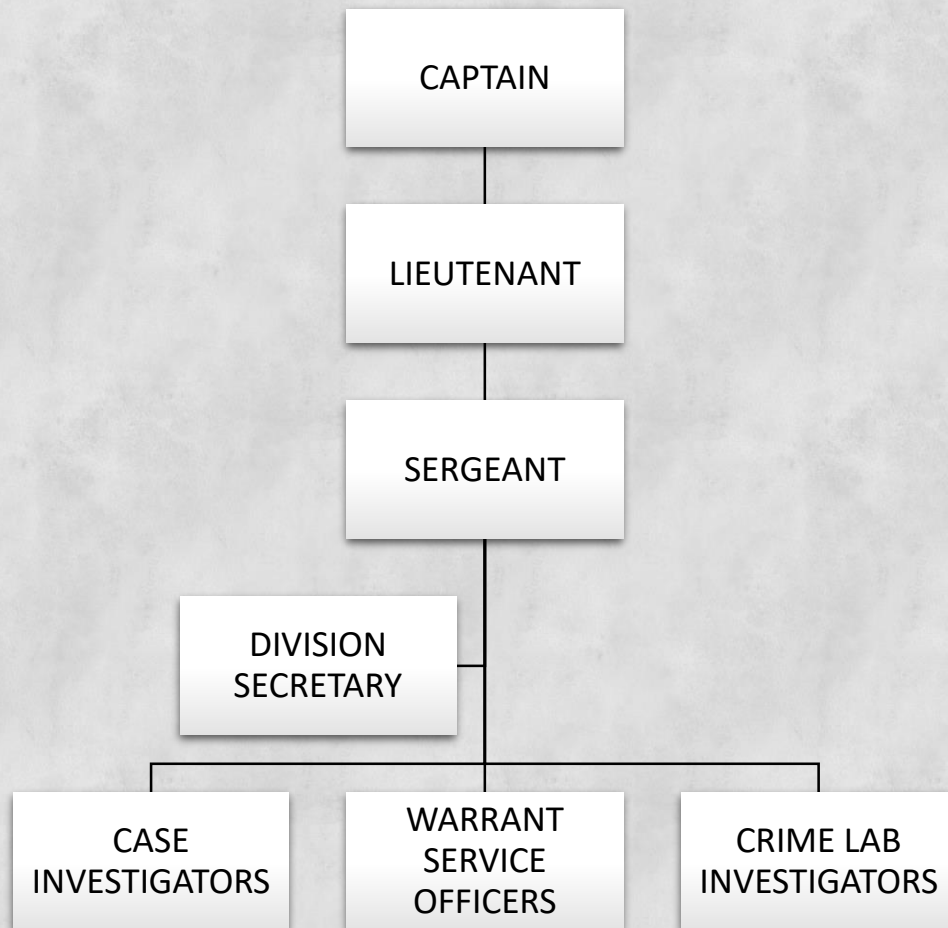 CAPTAIN
LIEUTENANT
SERGEANT
DIVISION
SECRETARY
CASE
INVESTIGATORS
WARRANT
SERVICE
OFFICERS
CRIME LAB
INVESTIGATORS